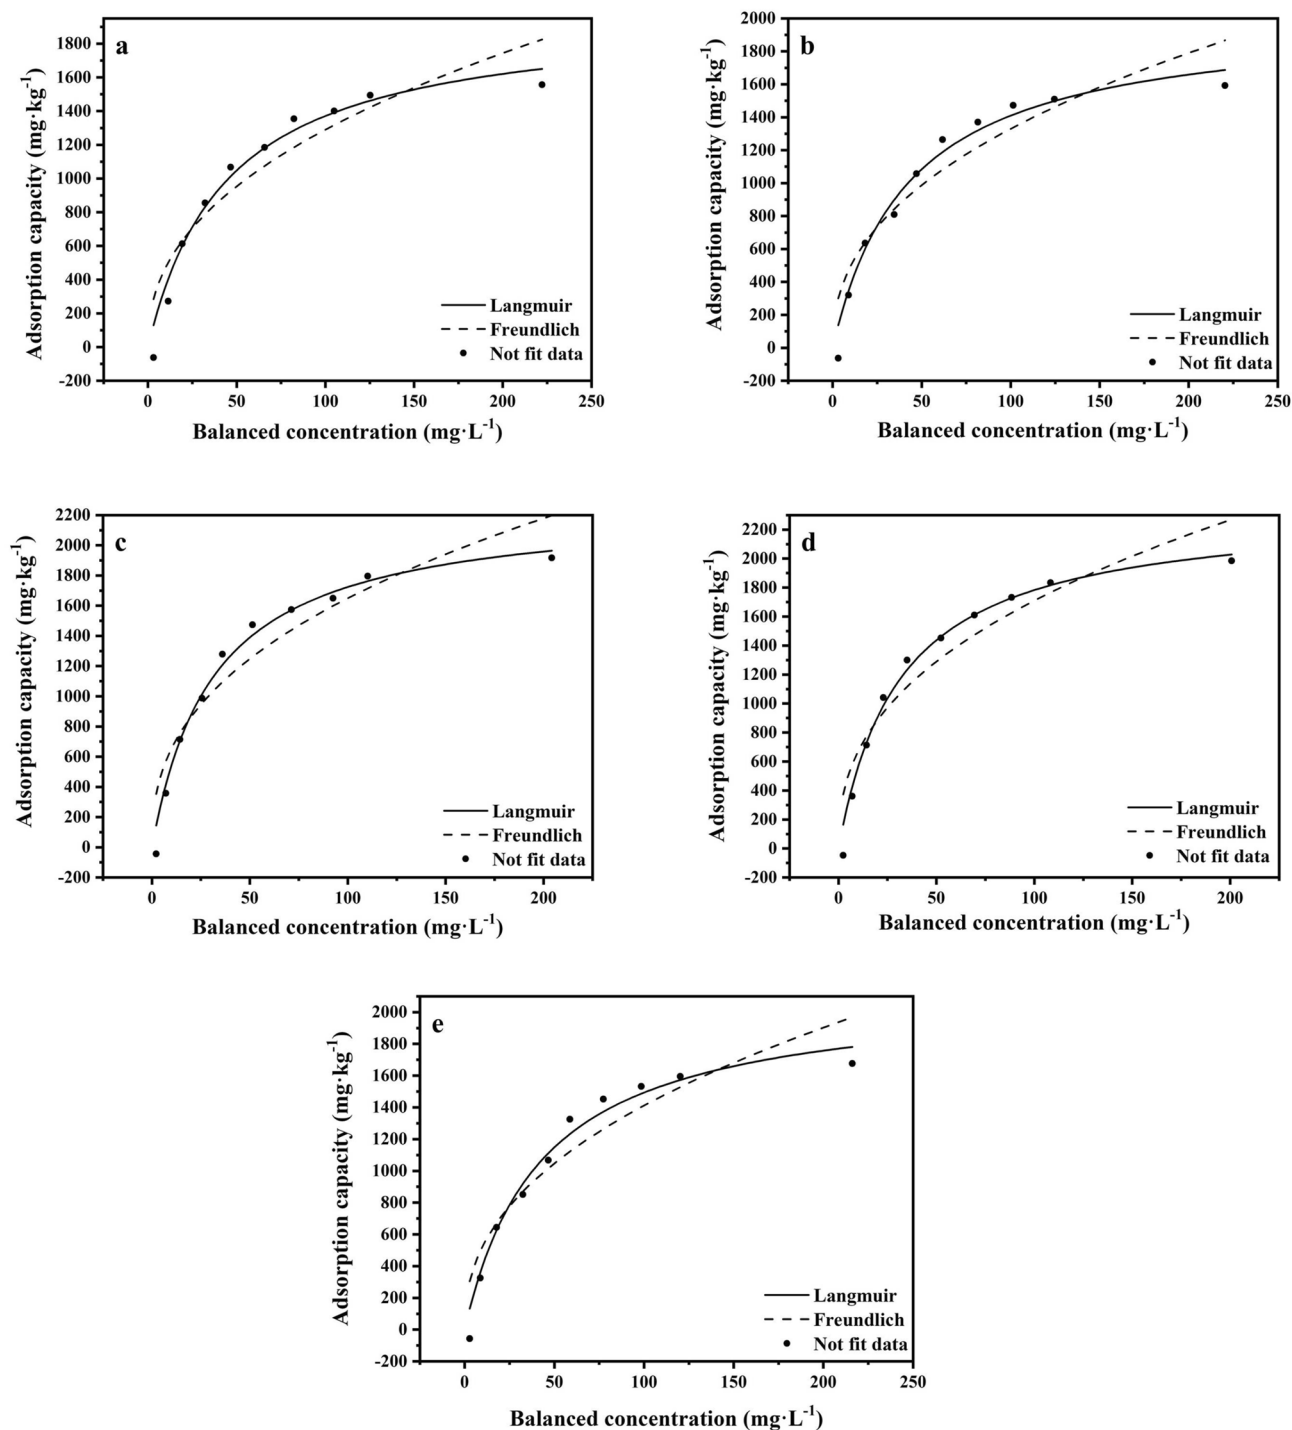 a
1800
1600
1400
1200
1000
800
600
400
200
0
-200
Adsorption capacity (mg·kg⁻¹)
Langmuir
Freundlich
Not fit data
0 50 100 150 200 250
Balanced concentration (mg·L⁻¹)
b
2000
1800
1600
1400
1200
1000
800
600
400
200
0
-200
Adsorption capacity (mg·kg⁻¹)
Langmuir
Freundlich
Not fit data
0 50 100 150 200 250
Balanced concentration (mg·L⁻¹)
c
2200
2000
1800
1600
1400
1200
1000
800
600
400
200
0
-200
Adsorption capacity (mg·kg⁻¹)
Langmuir
Freundlich
Not fit data
0 50 100 150 200
Balanced concentration (mg·L⁻¹)
d
2200
2000
1800
1600
1400
1200
1000
800
600
400
200
0
-200
Adsorption capacity (mg·kg⁻¹)
Langmuir
Freundlich
Not fit data
0 50 100 150 200
Balanced concentration (mg·L⁻¹)
e
2000
1800
1600
1400
1200
1000
800
600
400
200
0
-200
Adsorption capacity (mg·kg⁻¹)
Langmuir
Freundlich
Not fit data
0 50 100 150 200 250
Balanced concentration (mg·L⁻¹)